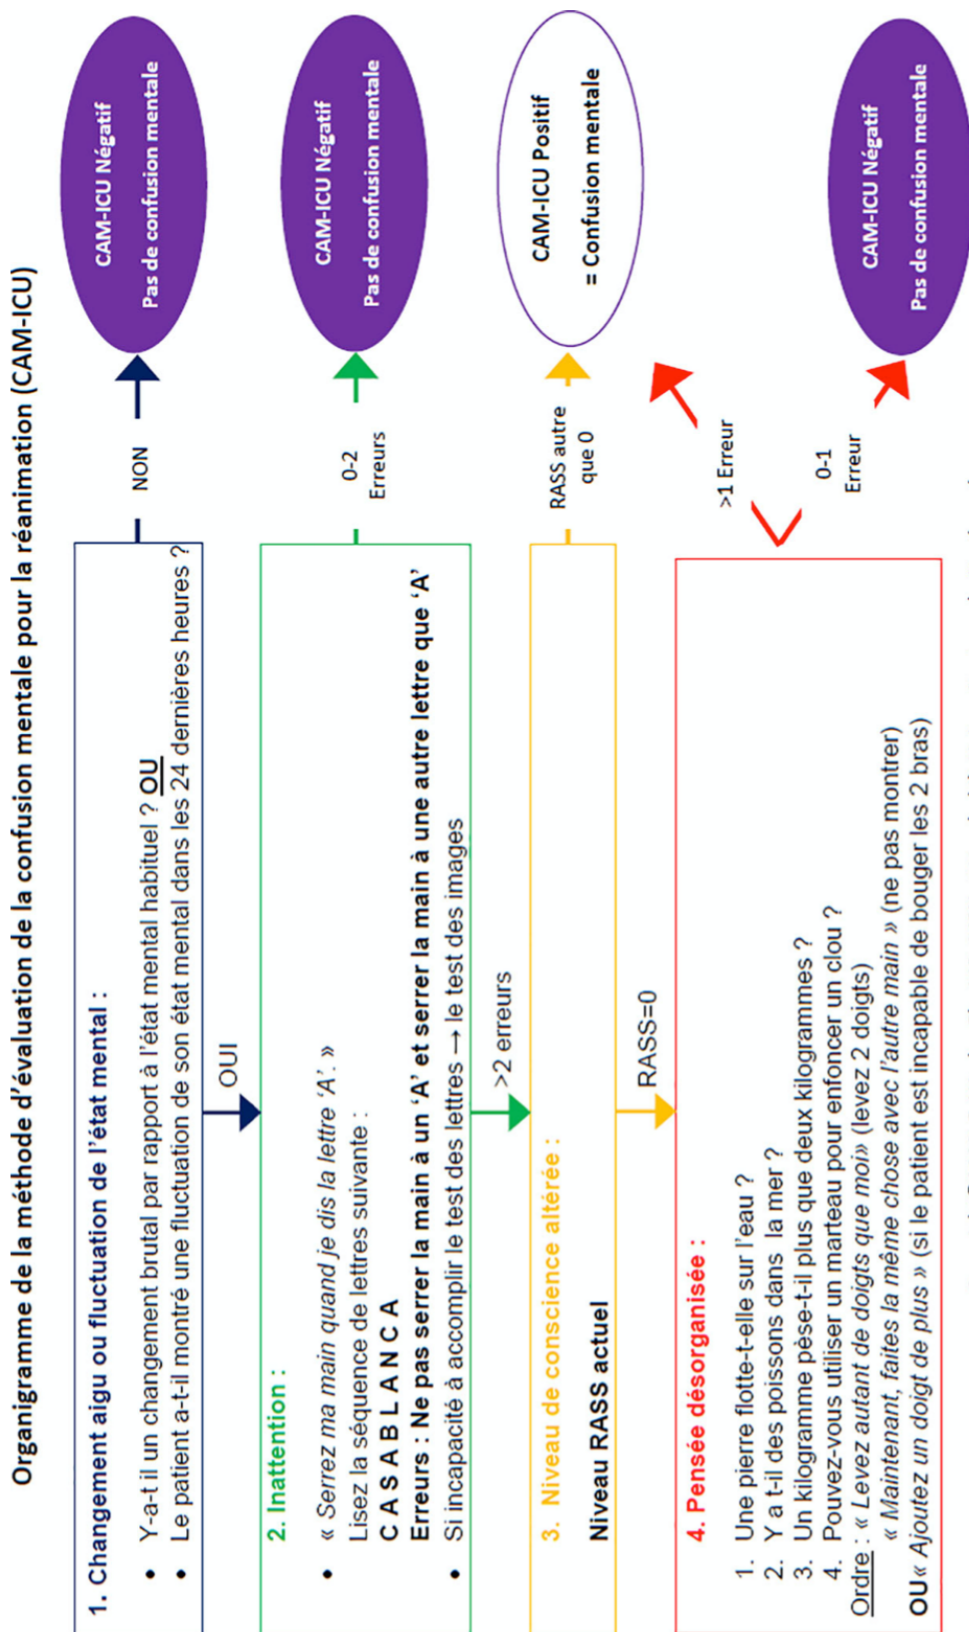 Organigramme de la méthode d'évaluation de la confusion mentale pour la réanimation (CAM-ICU)
1. Changement aigu ou fluctuation de l'état mental :
• Y-a-t il un changement brutal par rapport à l'état mental habituel ? OU
• Le patient a-t-il montré une fluctuation de son état mental dans les 24 dernières heures ?
NON
CAM-ICU Négatif
Pas de confusion mentale
OUI
2. Inattention :
• « Serrez ma main quand je dis la lettre 'A'. »
Lisez la séquence de lettres suivante :
C A S A B L A N C A
Erreurs : Ne pas serrer la main à un 'A' et serrer la main à une autre lettre que 'A'
• Si incapacité à accomplir le test des lettres → le test des images
0-2
Erreurs
CAM-ICU Négatif
Pas de confusion mentale
>2 erreurs
3. Niveau de conscience altérée :
Niveau RASS actuel
RASS autre
que 0
CAM-ICU Positif
= Confusion mentale
RASS=0
4. Pensée désorganisée :
1. Une pierre flotte-t-elle sur l'eau ?
2. Y a t-il des poissons dans la mer ?
3. Un kilogramme pèse-t-il plus que deux kilogrammes ?
4. Pouvez-vous utiliser un marteau pour enfoncer un clou ?
Ordre : « Levez autant de doigts que moi» (levez 2 doigts)
« Maintenant, faites la même chose avec l'autre main » (ne pas montrer)
OU« Ajoutez un doigt de plus » (si le patient est incapable de bouger les 2 bras)
>1 Erreur
0-1
Erreur
CAM-ICU Négatif
Pas de confusion mentale